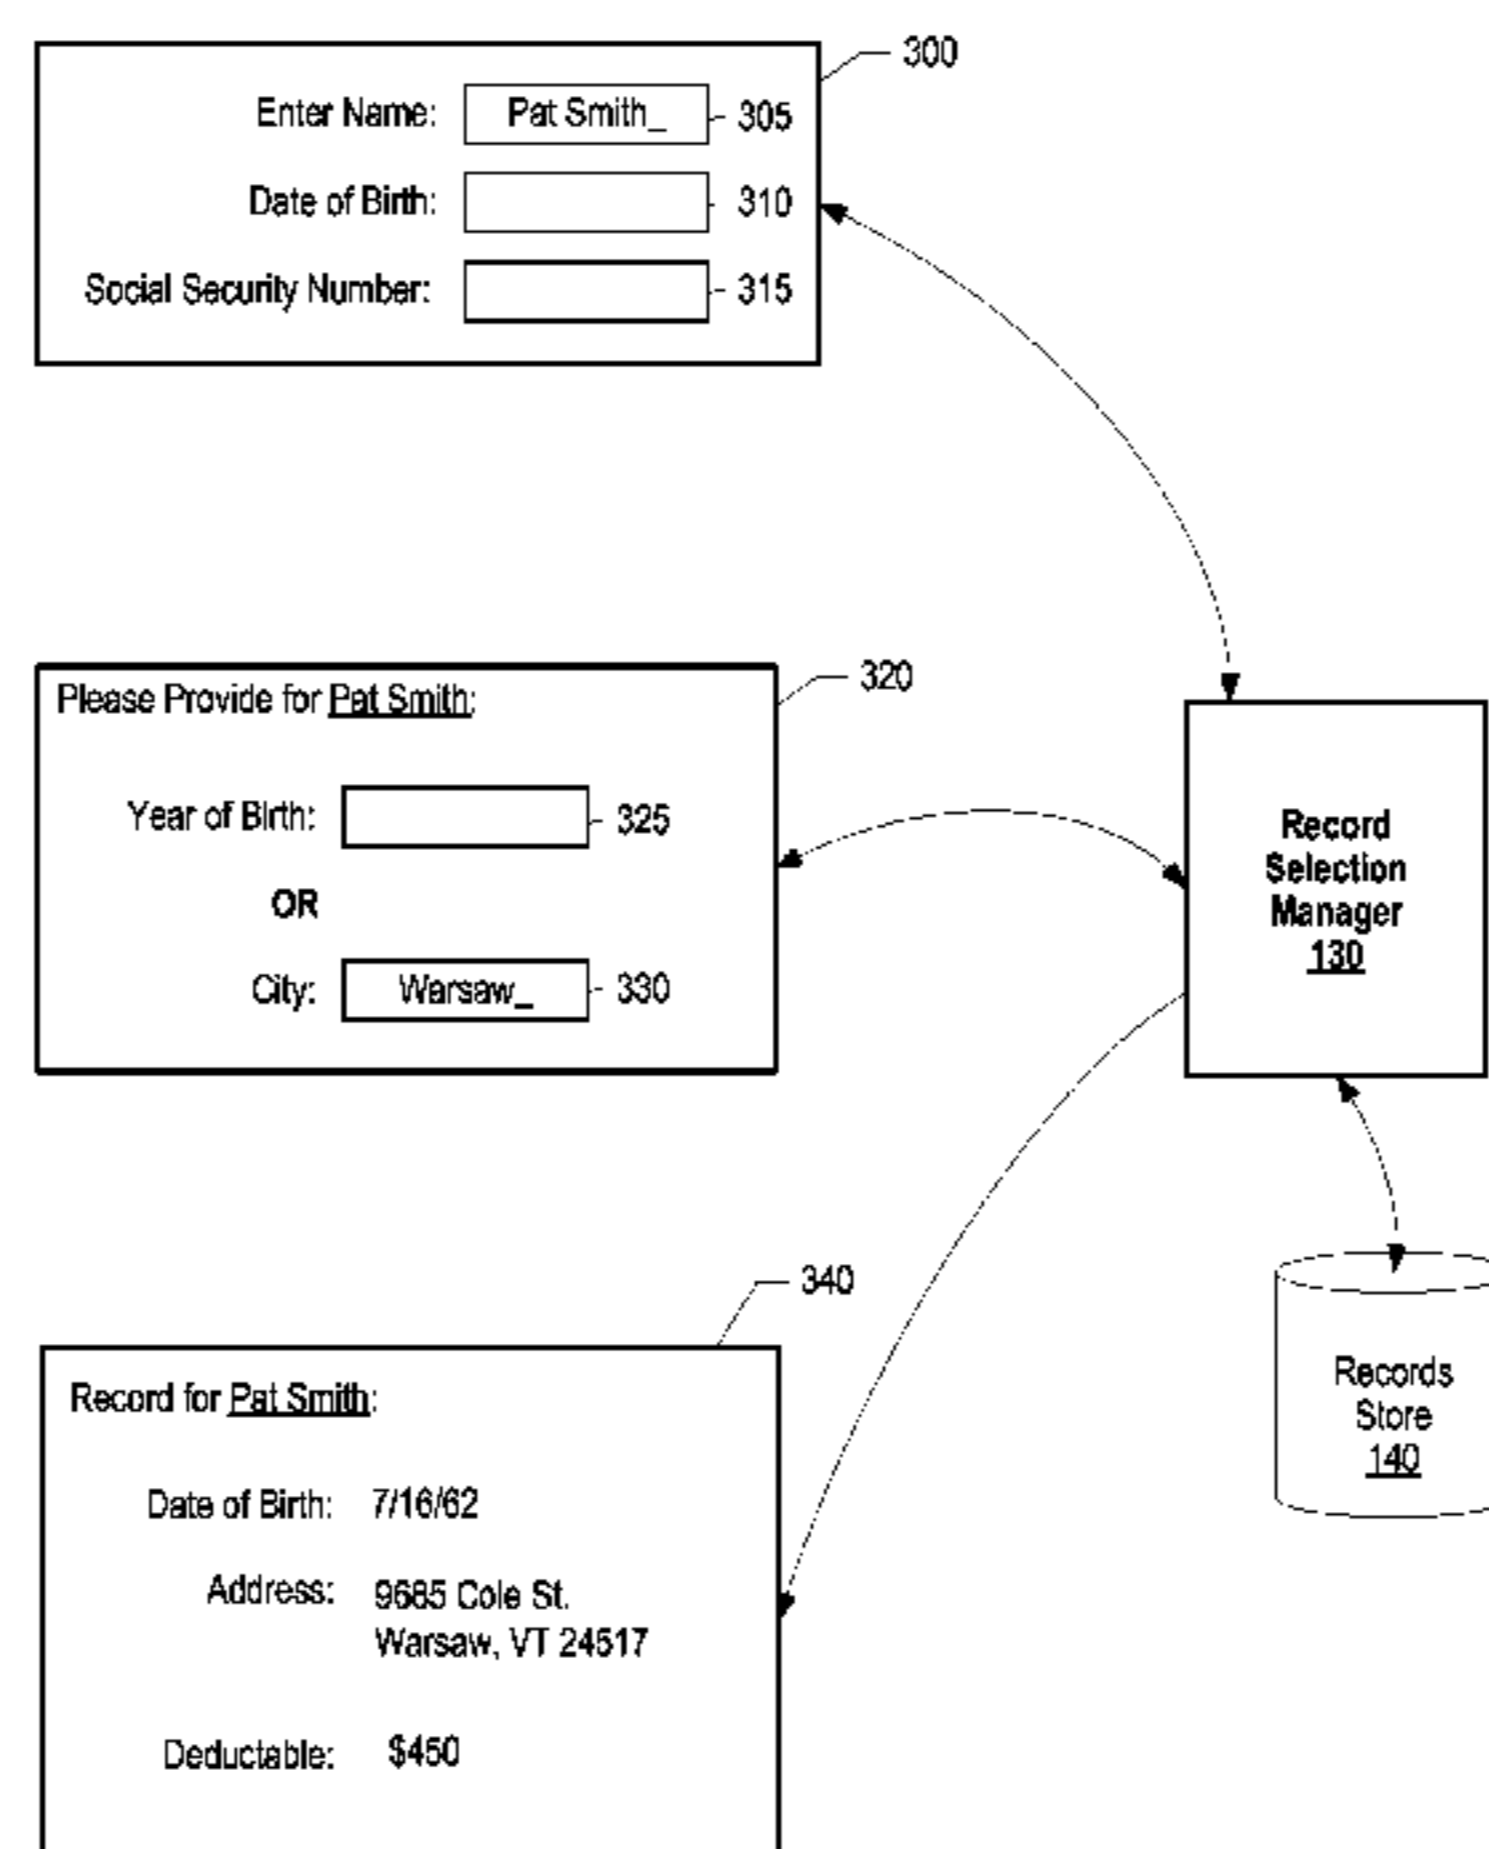 300
Enter Name: Pat Smith_ 305
Date of Birth: 310
Social Security Number: 315
320
Please Provide for Pat Smith:
Year of Birth: 325
OR
City: Warsaw_ 330
Record
Selection
Manager
130
340
Record for Pat Smith:
Date of Birth: 7/16/62
Address: 9685 Cole St.
Warsaw, VT 24517
Deductable: $450
Records
Store
140